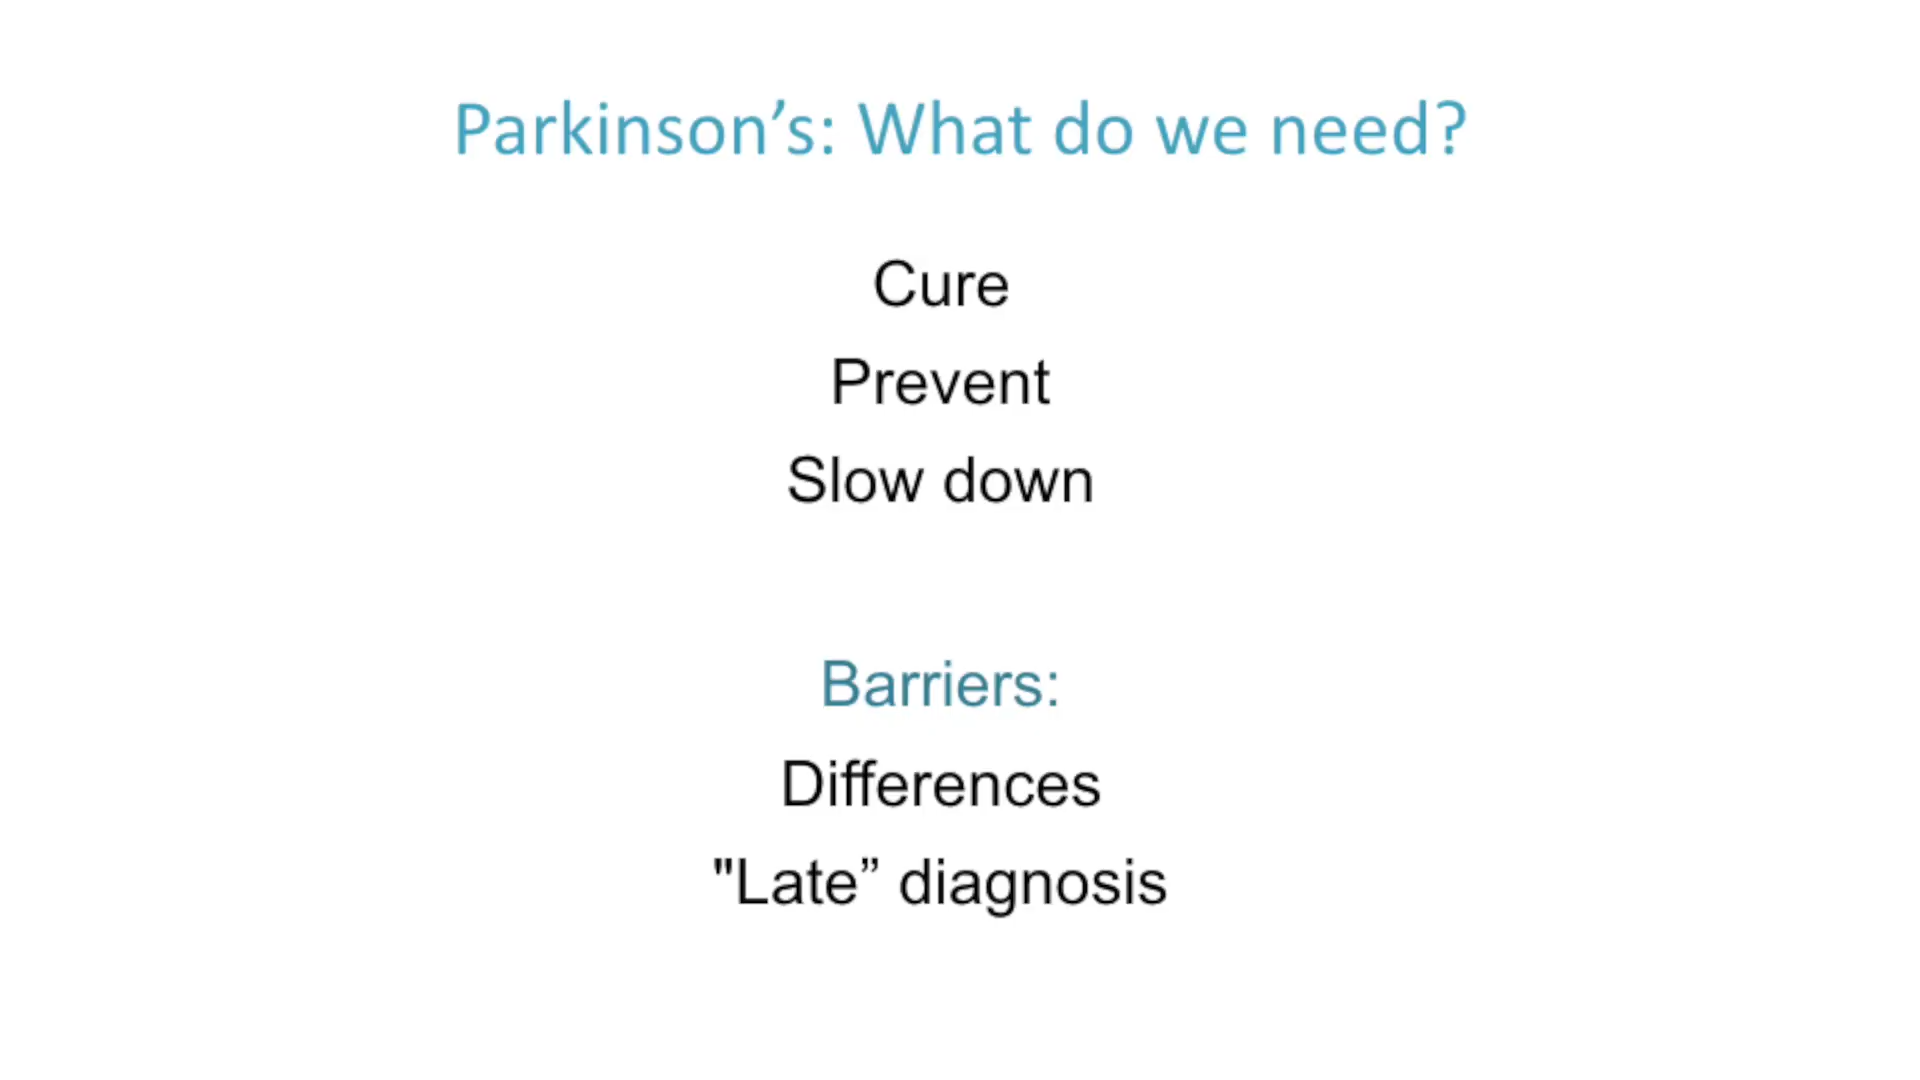 Parkinson’s: What do we need?
Cure
Prevent
Slow down
Barriers:
Differences
"Late” diagnosis